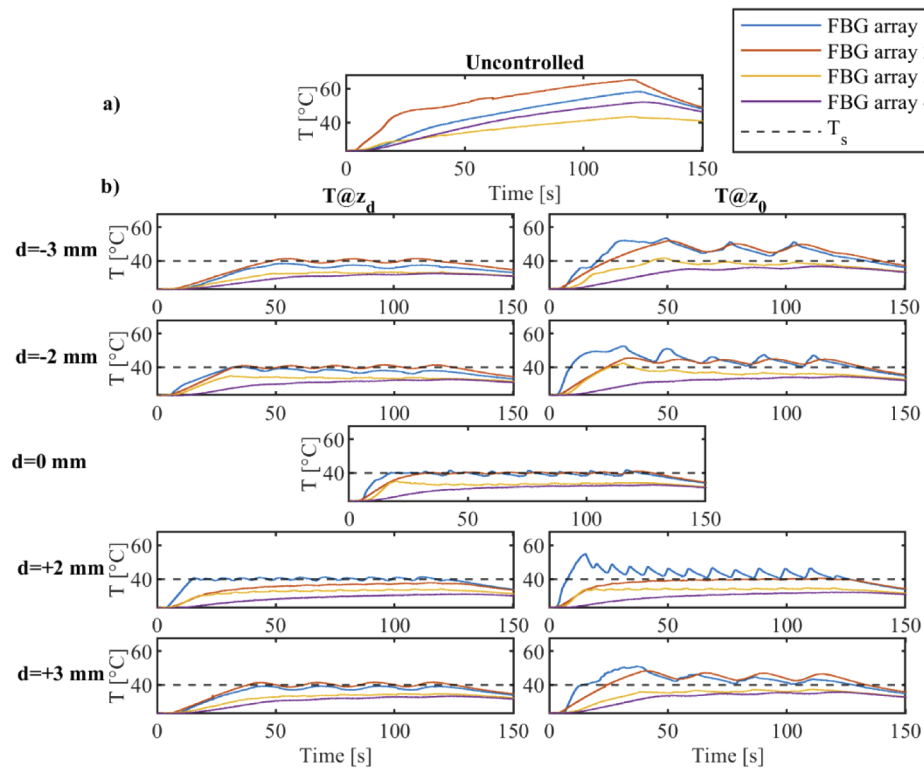 FBG array
FBG array
FBG array
FBG array
T_s
Uncontrolled
a)
T [°C]
60
40
0 50 100 150
Time [s]
b)
T@z_d
T@z_0
d=-3 mm
T [°C]
60
40
0 50 100 150
T [°C]
60
40
0 50 100 150
d=-2 mm
T [°C]
60
40
0 50 100 150
T [°C]
60
40
0 50 100 150
d=0 mm
T [°C]
60
40
0 50 100 150
d=+2 mm
T [°C]
60
40
0 50 100 150
T [°C]
60
40
0 50 100 150
d=+3 mm
T [°C]
60
40
0 50 100 150
Time [s]
T [°C]
60
40
0 50 100 150
Time [s]